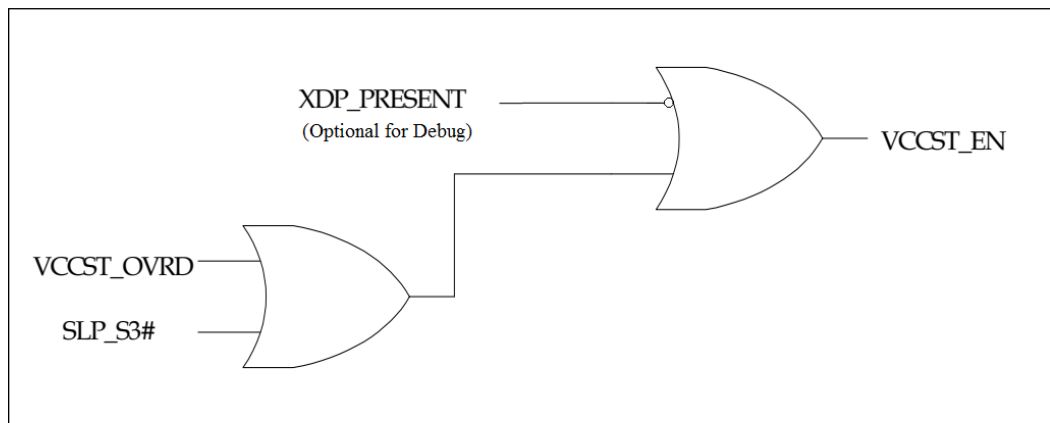 XDP_PRESENT
(Optional for Debug)
VCCST_EN
VCCST_OVRD
SLP_S3#